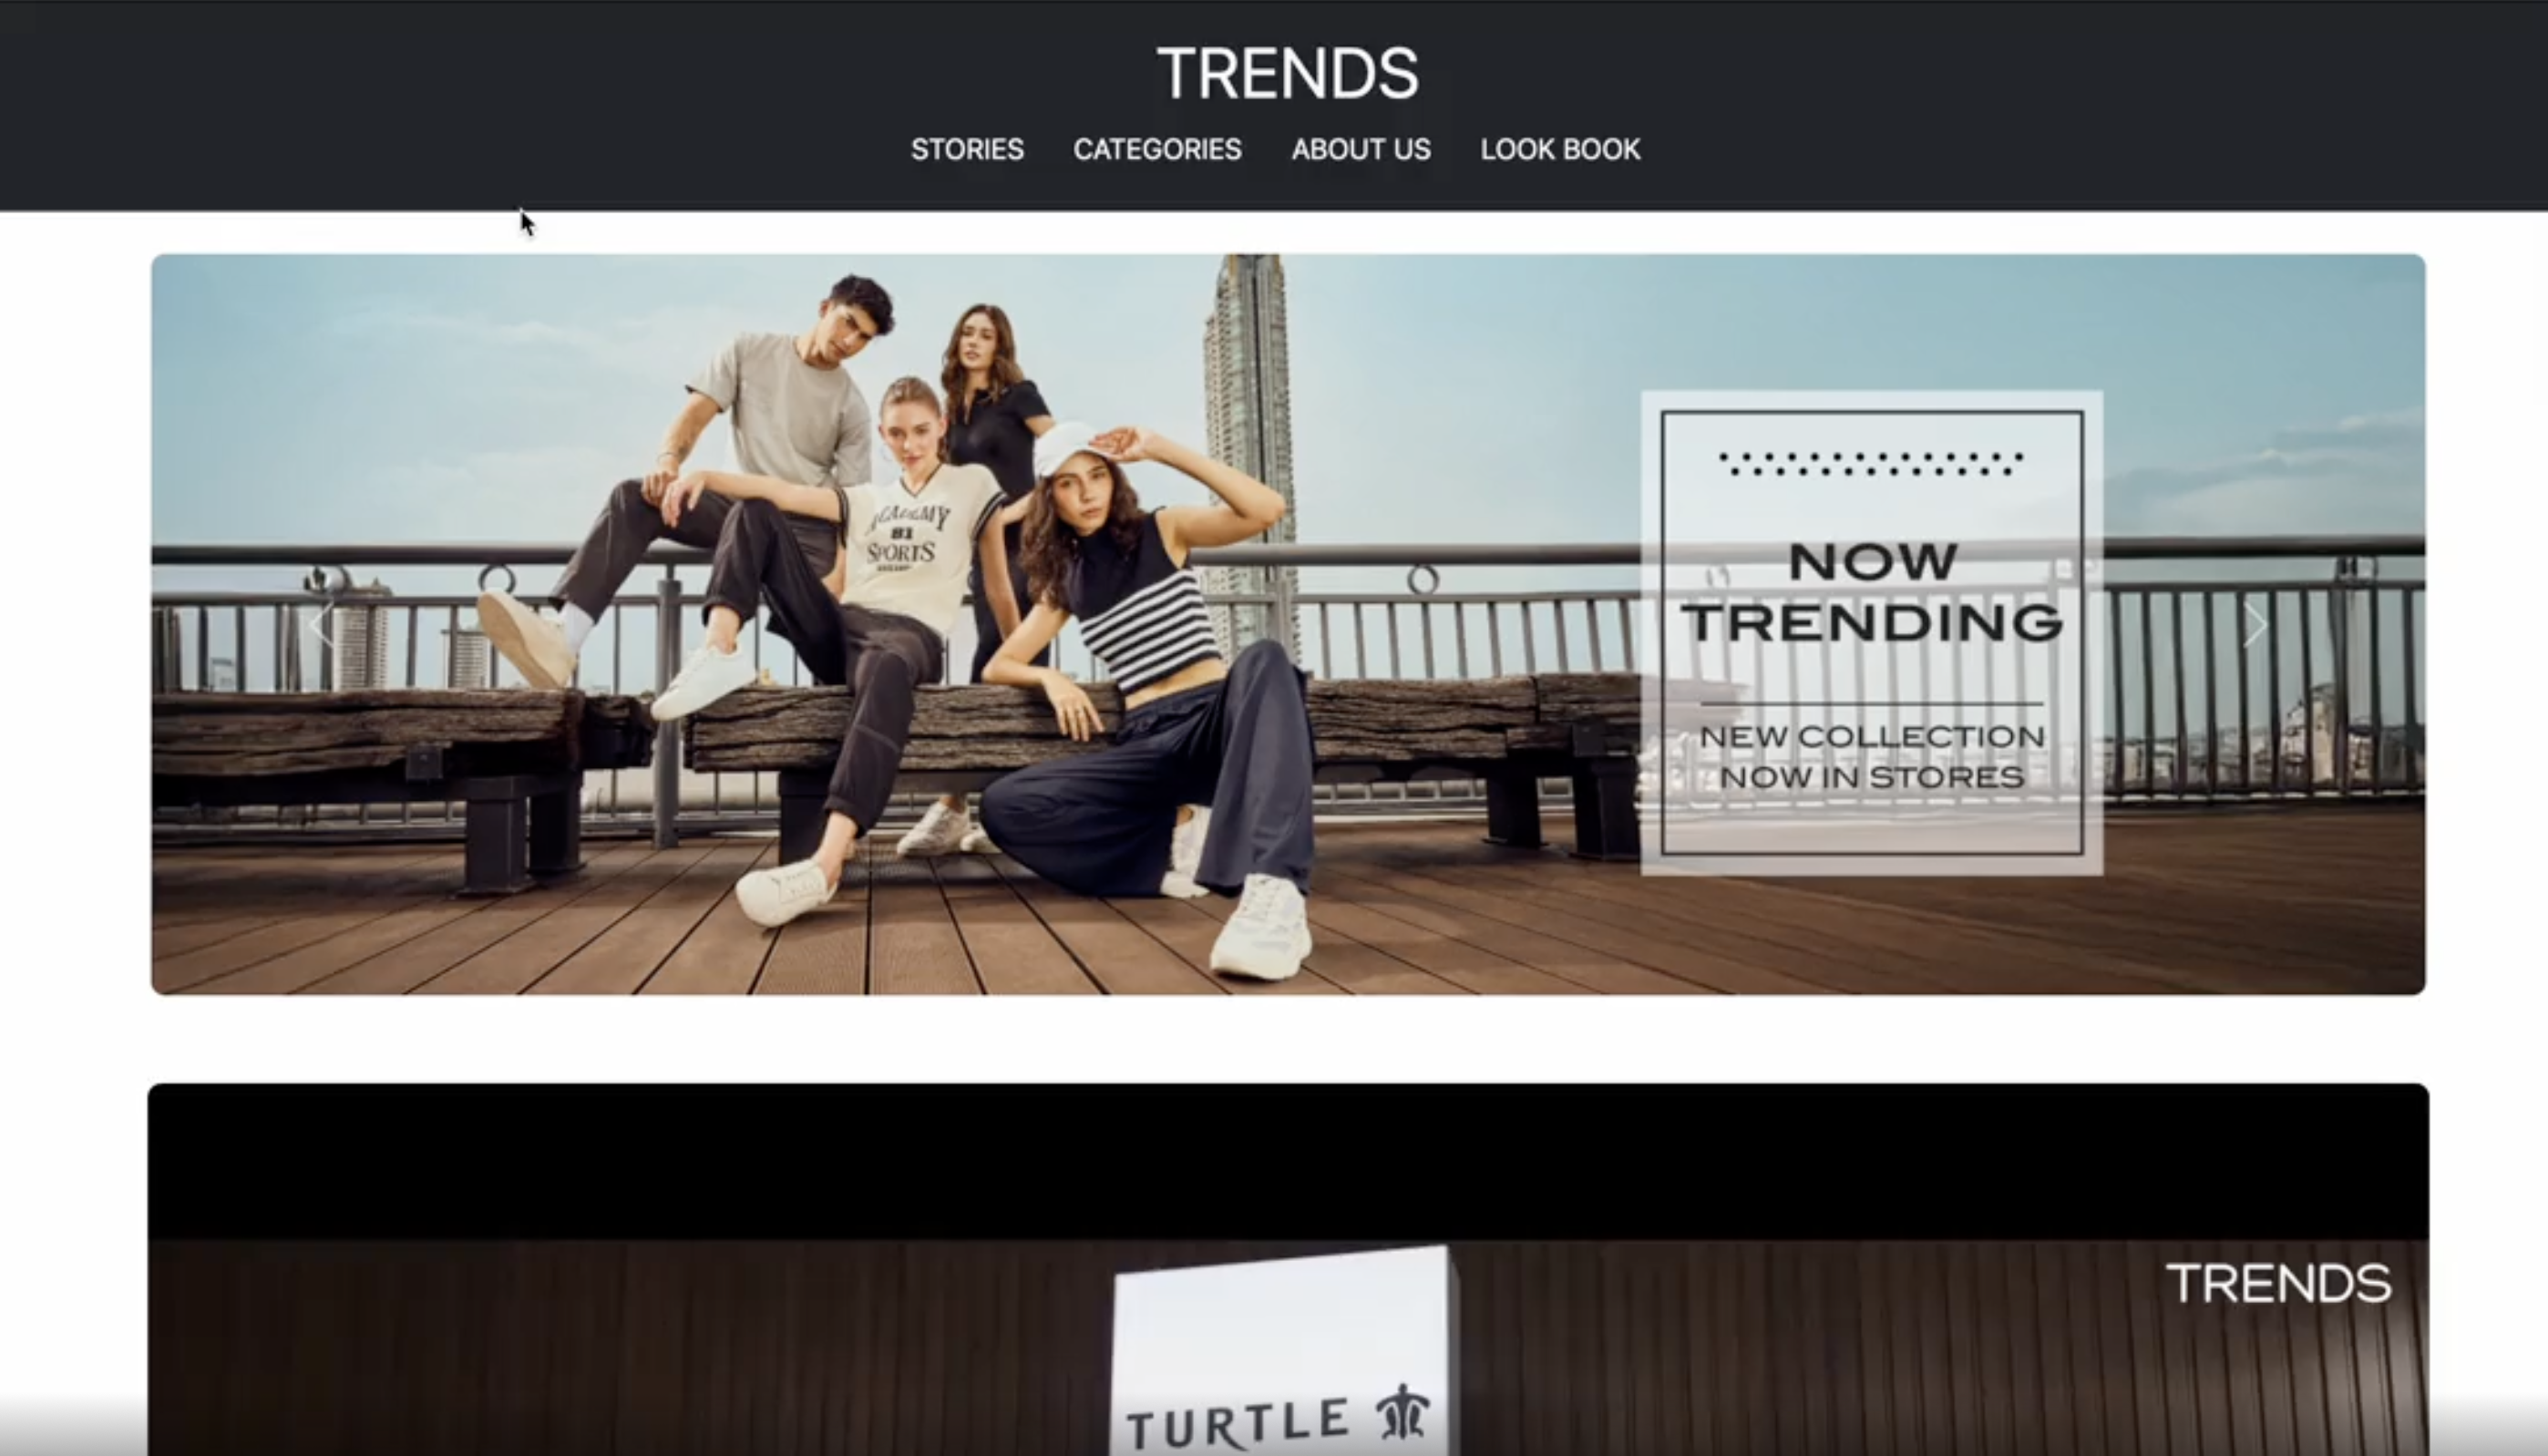 TRENDS
STORIES CATEGORIES ABOUT US LOOK BOOK
ACADEMY
81
SPORTS
NOW
TRENDING
NEW COLLECTION
NOW IN STORES
TRENDS
TURTLE